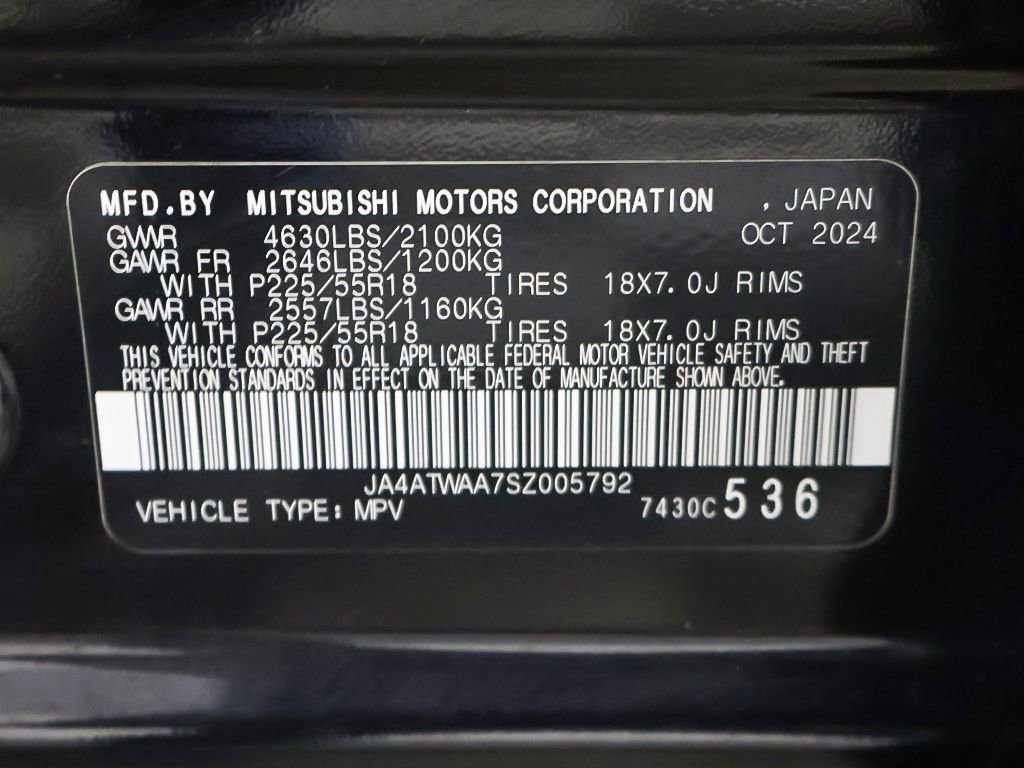 MFD.BY MITSUBISHI MOTORS CORPORATION , JAPAN
GVWR 4630LBS/2100KG OCT 2024
GAWR FR 2646LBS/1200KG
WITH P225/55R18 TIRES 18X7.0J RIMS
GAWR RR 2557LBS/1160KG
WITH P225/55R18 TIRES 18X7.0J RIMS
THIS VEHICLE CONFORMS TO ALL APPLICABLE FEDERAL MOTOR VEHICLE SAFETY AND THEFT
PREVENTION STANDARDS IN EFFECT ON THE DATE OF MANUFACTURE SHOWN ABOVE.
JA4ATWAA7SZ005792
VEHICLE TYPE: MPV 7430C 536